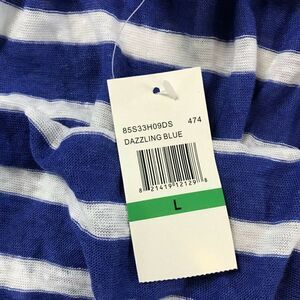 85S33H09DS 474
DAZZLING BLUE
8 21419 12129 8
L